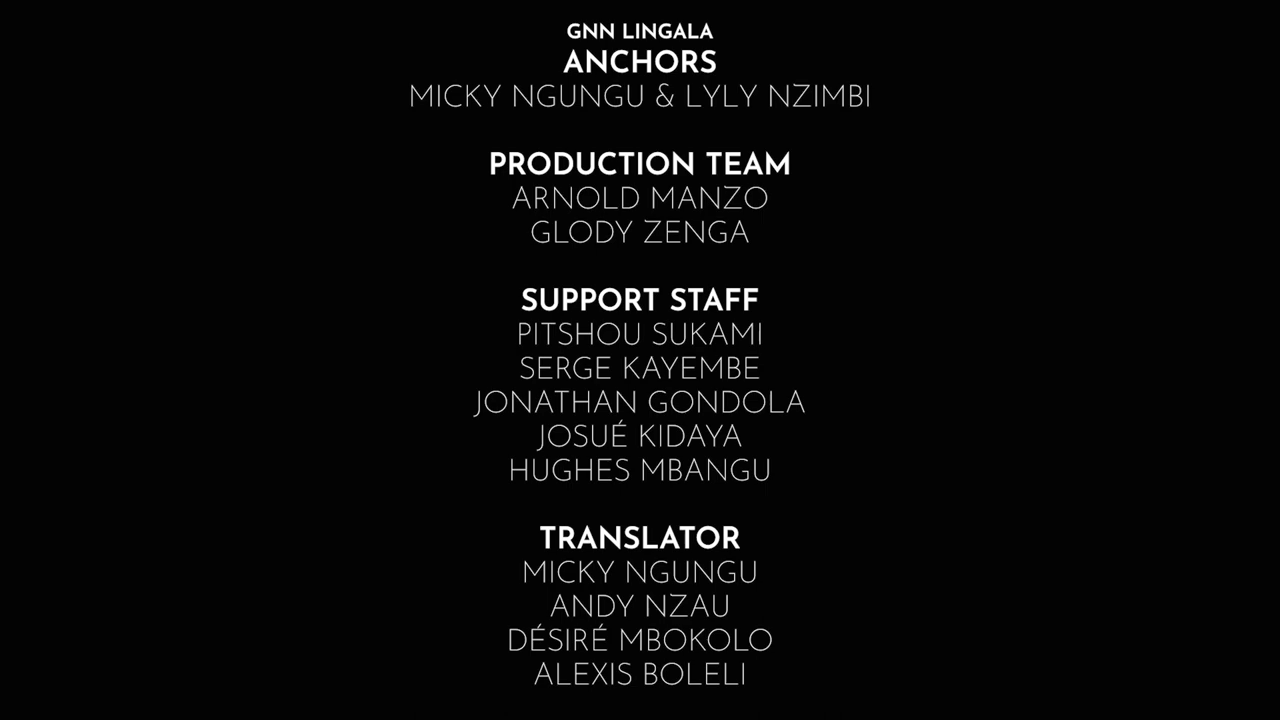 GNN LINGALA
ANCHORS
MICKY NGUNGU & LYLY NZIMBI
PRODUCTION TEAM
ARNOLD MANZO
GLODY ZENGA
SUPPORT STAFF
PITSHOU SUKAMI
SERGE KAYEMBE
JONATHAN GONDOLA
JOSUÉ KIDAYA
HUGHES MBANGU
TRANSLATOR
MICKY NGUNGU
ANDY NZAU
DÉSIRÉ MBOKOLO
ALEXIS BOLELI